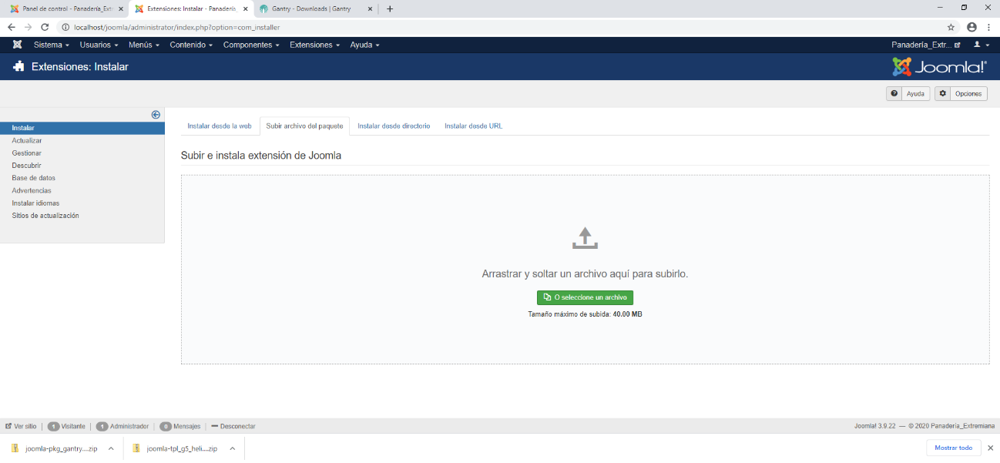 Panel de control - Panadería_Ext
Extensiones: Instalar - Panadería_
Gantry - Downloads | Gantry
localhost/joomla/administrator/index.php?option=com_installer
Sistema Usuarios Menús Contenido Componentes Extensiones Ayuda Panadería_Extr...
Extensiones: Instalar
Joomla!®
Ayuda Opciones
Instalar
Actualizar
Gestionar
Descubrir
Base de datos
Advertencias
Instalar idiomas
Sitios de actualización
Instalar desde la web Subir archivo del paquete Instalar desde directorio Instalar desde URL
Subir e instala extensión de Joomla
Arrastrar y soltar un archivo aquí para subirlo.
O seleccione un archivo
Tamaño máximo de subida: 40.00 MB
Ver sitio | 1 Visitante | 1 Administrador | 0 Mensajes | Desconectar
Joomla! 3.9.22 — © 2020 Panadería_Extremiana
joomla-pkg_gantry....zip
joomla-tpl_g5_heli....zip
Mostrar todo